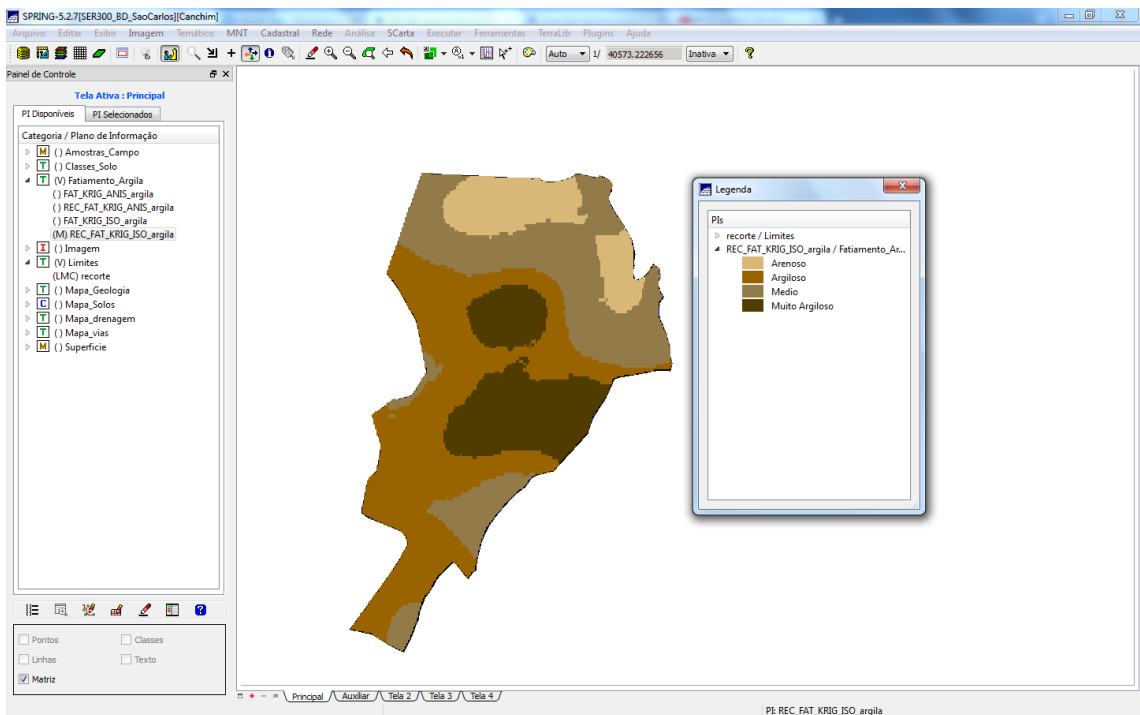 SPRING-5.2.7[SER300_BD_SaoCarlos][Canchim]
Arquivo Editar Exibir Imagem Temático MNT Cadastral Rede Análise SCarta Executar Ferramentas TerraLib Plugins Ajuda
Auto 1/ 40573.222656 Inativa
Painel de Controle
Tela Ativa : Principal
PI Disponíveis PI Selecionados
Categoria / Plano de Informação
M () Amostras_Campo
T () Classes_Solo
T (V) Fatiamento_Argila
() FAT_KRIG_ANIS_argila
() REC_FAT_KRIG_ANIS_argila
() FAT_KRIG_ISO_argila
(M) REC_FAT_KRIG_ISO_argila
I () Imagem
T (V) Limites
(LMC) recorte
T () Mapa_Geologia
C () Mapa_Solos
T () Mapa_drenagem
T () Mapa_vias
M () Superficie
Pontos Classes
Linhas Texto
Matriz
Legenda
PIs
recorte / Limites
REC_FAT_KRIG_ISO_argila / Fatiamento_Ar...
Arenoso
Argiloso
Medio
Muito Argiloso
Principal Auxiliar Tela 2 Tela 3 Tela 4
PI: REC_FAT_KRIG_ISO_argila